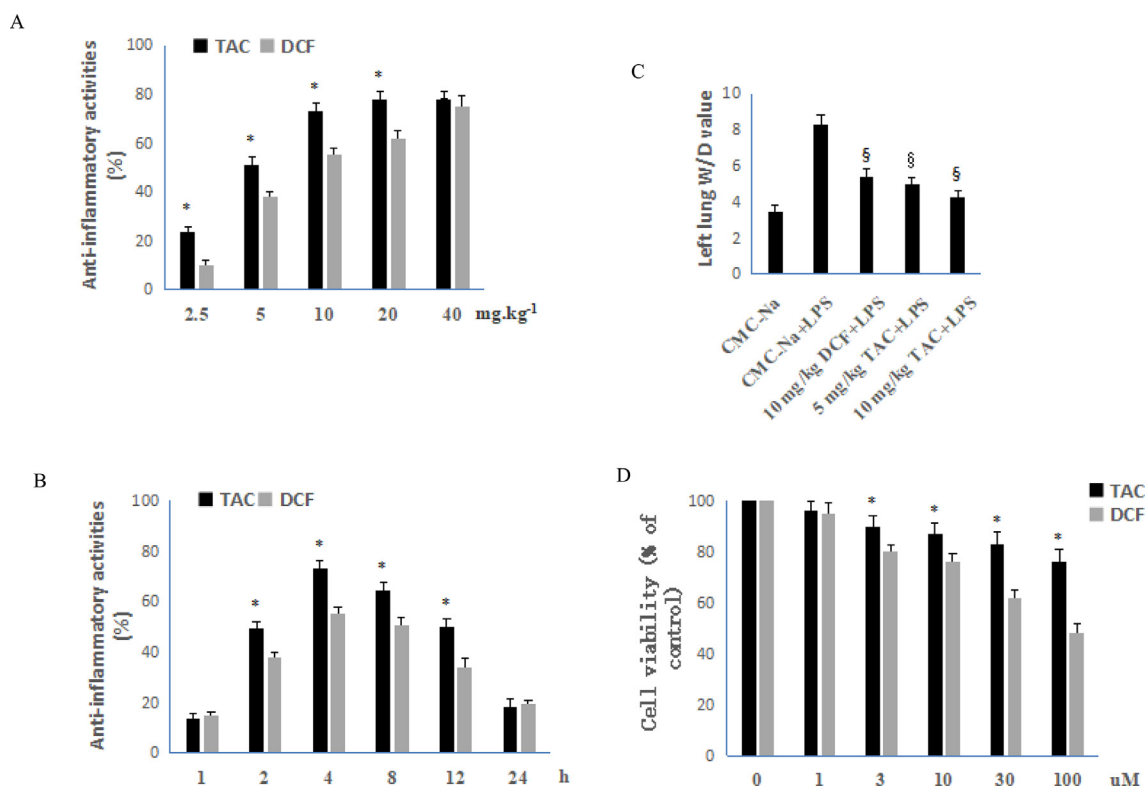 A
TAC DCF
Anti-inflammatory activities
(%)
100
80
60
40
20
0
*
*
*
*
2.5 5 10 20 40 mg.kg-1
C
Left lung W/D value
10
8
6
4
2
0
§
§
§
CMC-Na
CMC-Na+LPS
10 mg/kg DCF+LPS
5 mg/kg TAC+LPS
10 mg/kg TAC+LPS
B
TAC DCF
Anti-inflammatory activities
(%)
100
80
60
40
20
0
*
*
*
*
1 2 4 8 12 24 h
D
TAC
DCF
Cell viability (% of
control)
100
80
60
40
20
0
*
*
*
*
0 1 3 10 30 100 uM